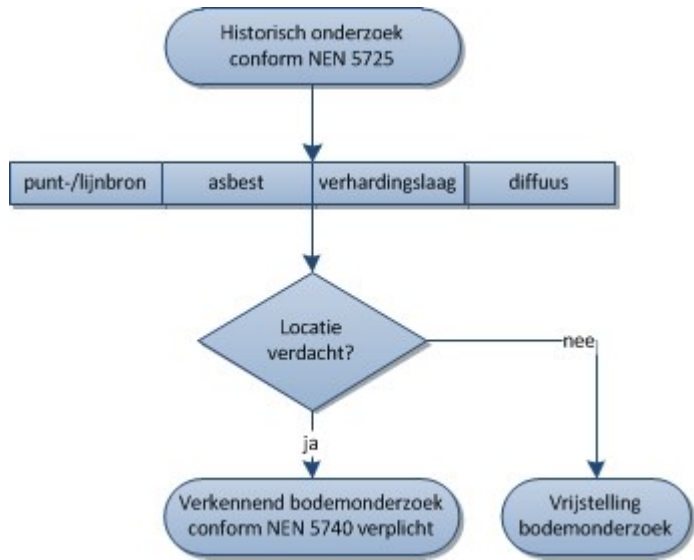 Historisch onderzoek
conform NEN 5725
punt-/lijnbron asbest verhardingslaag diffuus
Locatie
verdacht?
nee
ja
Verkennend bodemonderzoek
conform NEN 5740 verplicht
Vrijstelling
bodemonderzoek